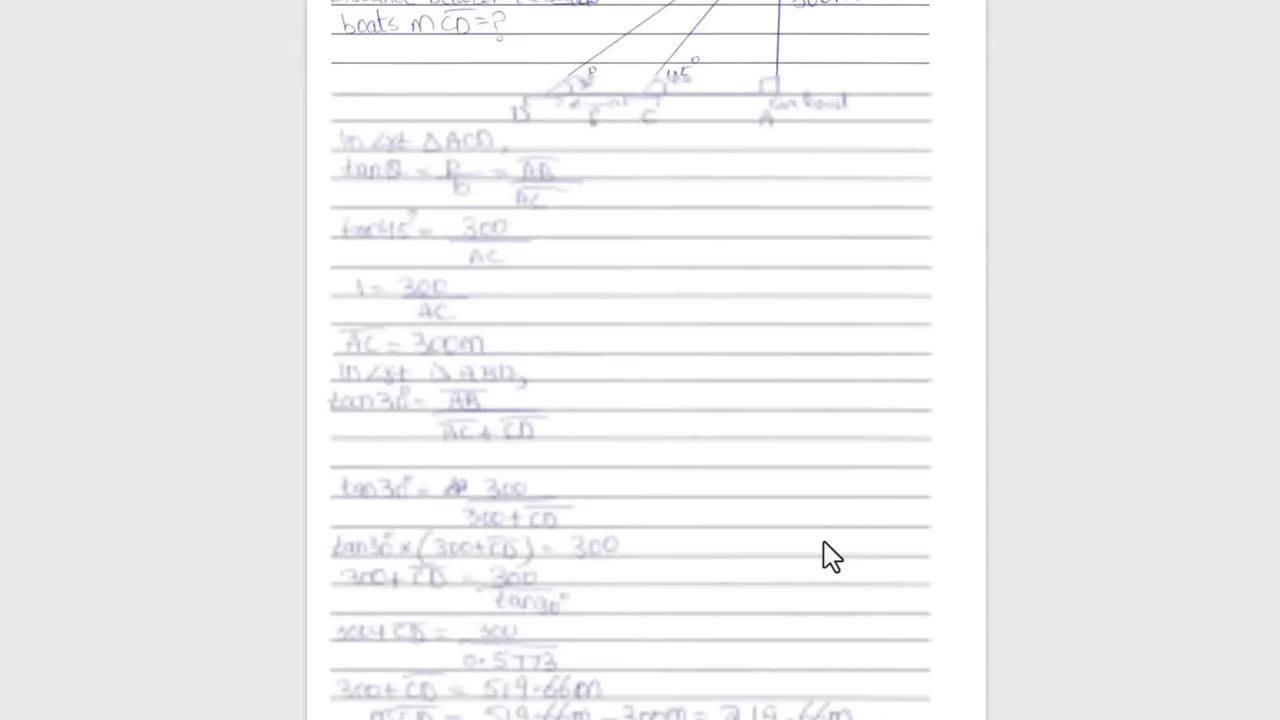 boats mCD=?
45°
C
A
In ∠rt △ACD,
tanθ = P/b = AB/AC
tan45° = 300/AC
1 = 300/AC
AC = 300m
In ∠rt △ABD,
tan30° = AB/AC + CD
tan30° = 300/300+CD
tan30° × (300+CD) = 300
300+ CD = 300/tan30°
300+ CD = 300/0.5773
300+CD = 519.66m
mCD = 519.66m - 300m = 219.66m